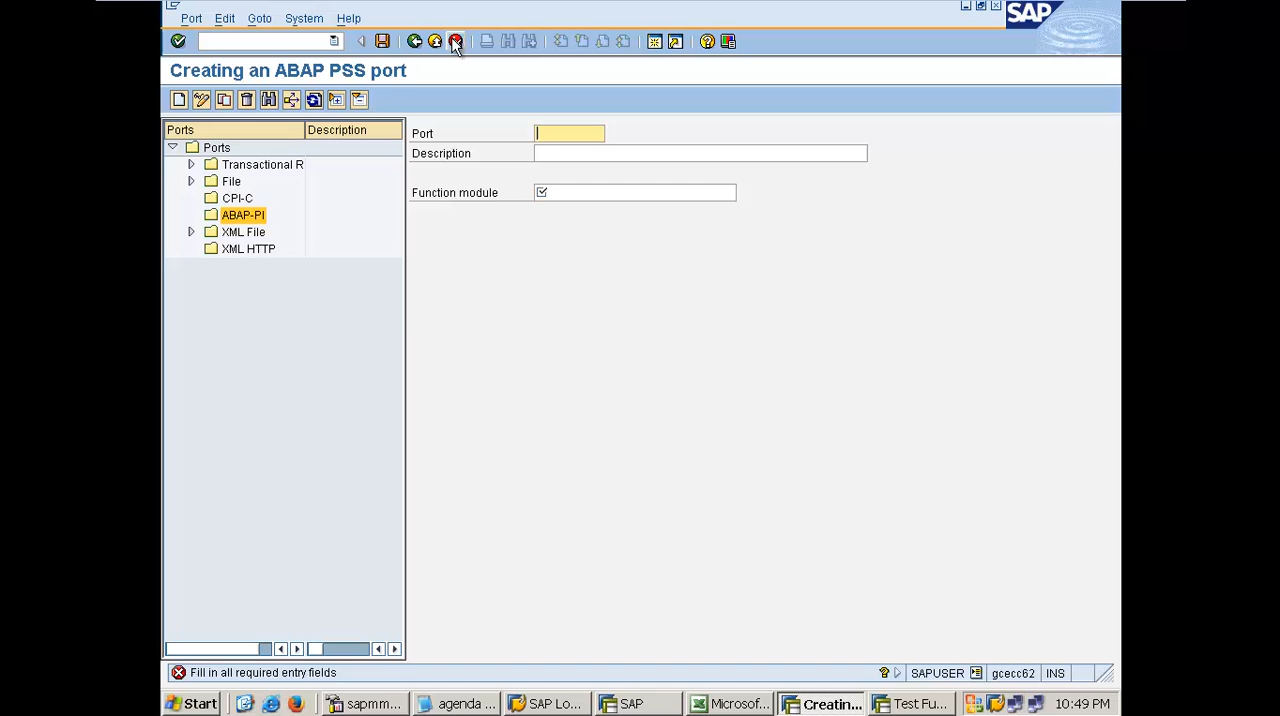 Port Edit Goto System Help
SAP
Creating an ABAP PSS port
Ports Description
Ports
Transactional R
File
CPI-C
ABAP-PI
XML File
XML HTTP
Port
Description
Function module
Fill in all required entry fields
SAPUSER gcecc62 INS
Start sapmm... agenda ... SAP Lo... SAP Microsof... Creatin... Test Fu... 10:49 PM